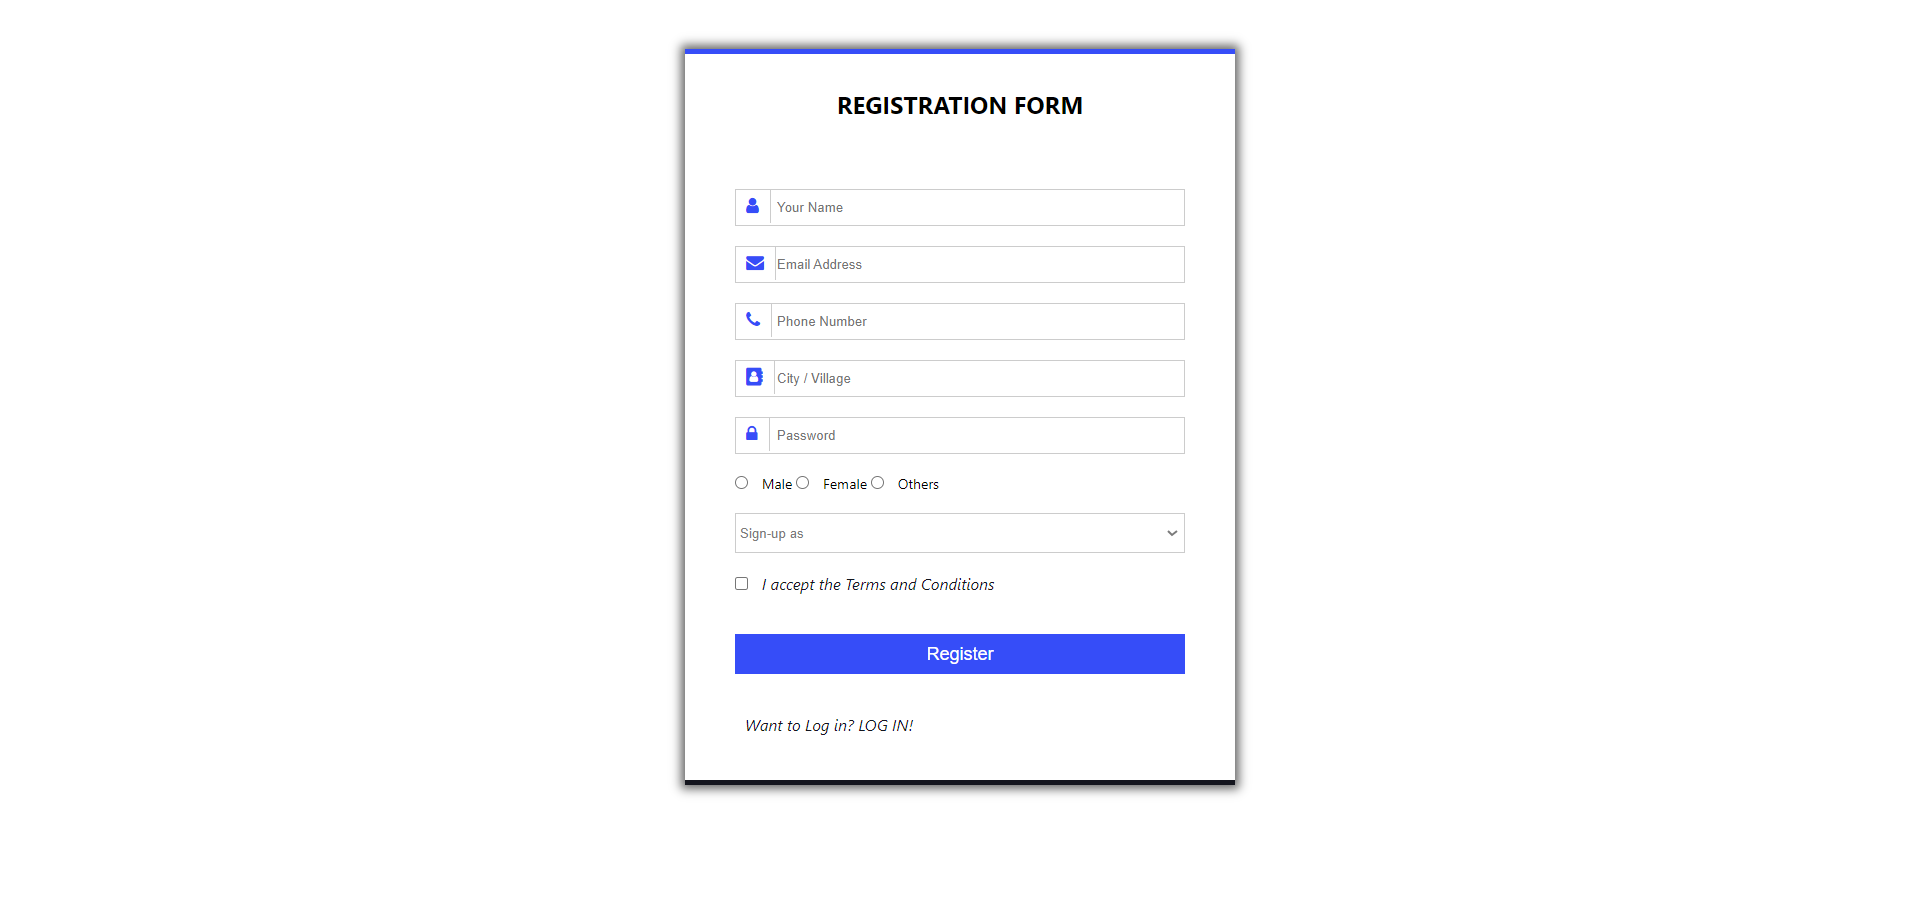 REGISTRATION FORM
Your Name
Email Address
Phone Number
City / Village
Password
Male Female Others
Sign-up as
I accept the Terms and Conditions
Register
Want to Log in? LOG IN!